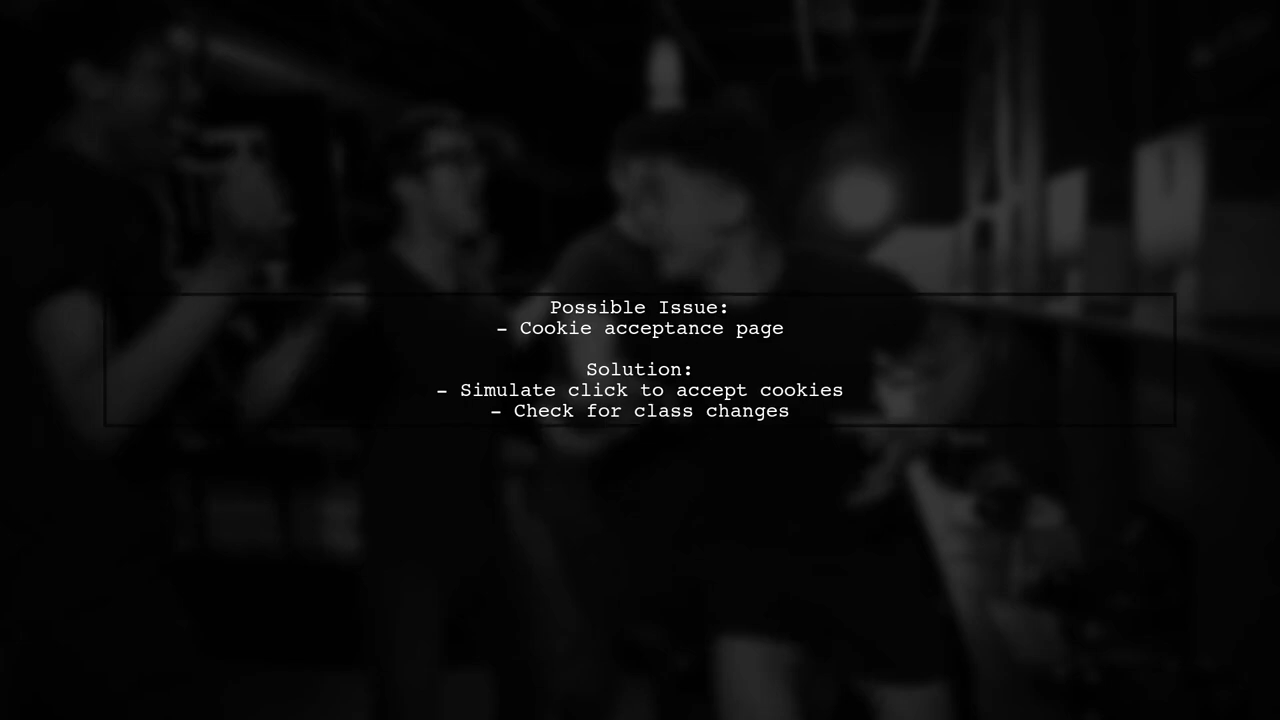 Possible Issue:
- Cookie acceptance page
Solution:
- Simulate click to accept cookies
- Check for class changes